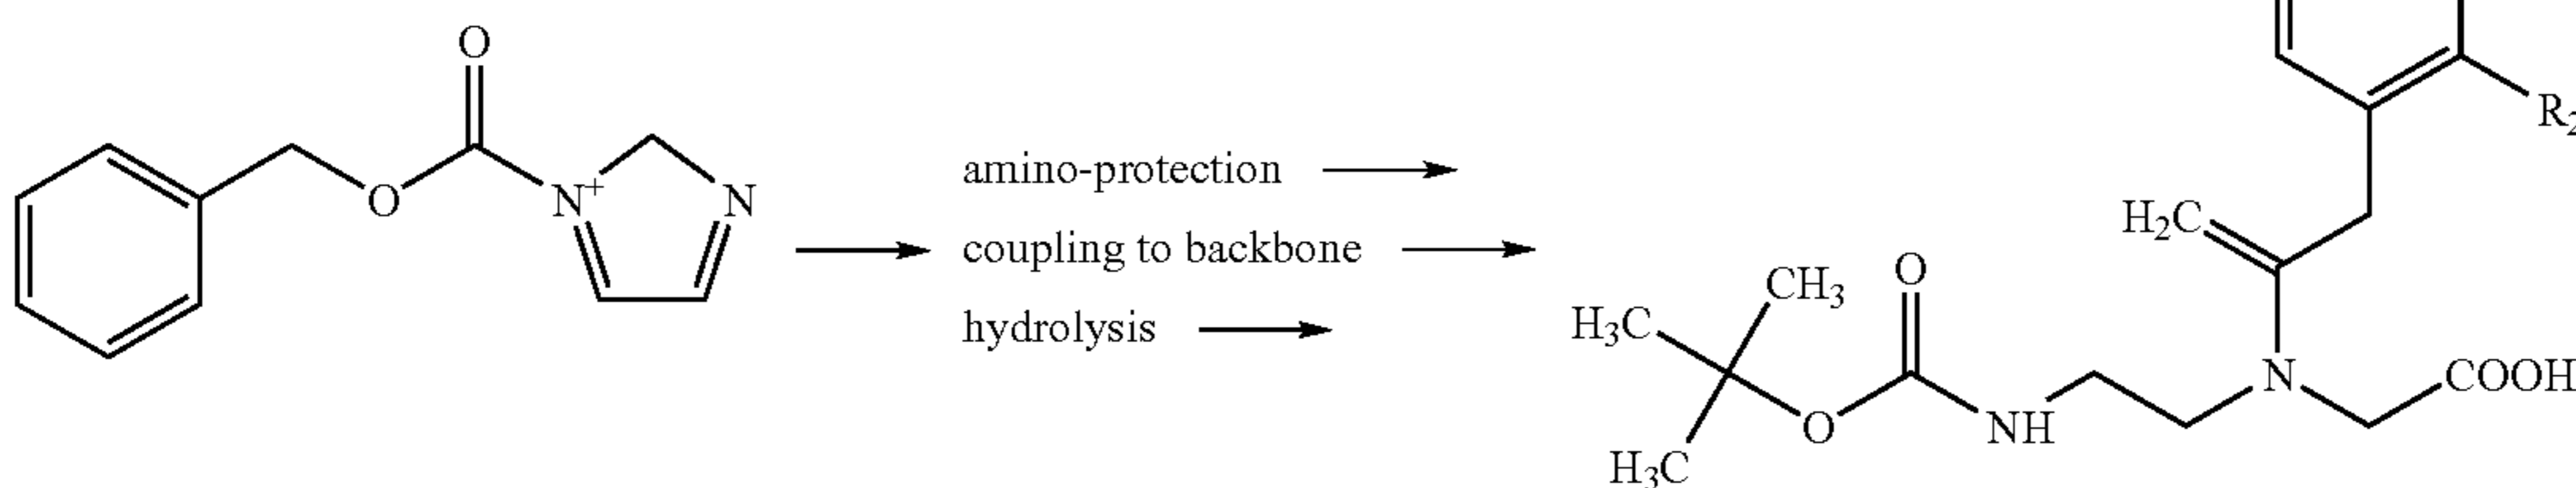 O
O
N+
N
amino-protection
coupling to backbone
hydrolysis
R2
H2C
O
CH3
H3C
N
COOH
O
NH
H3C